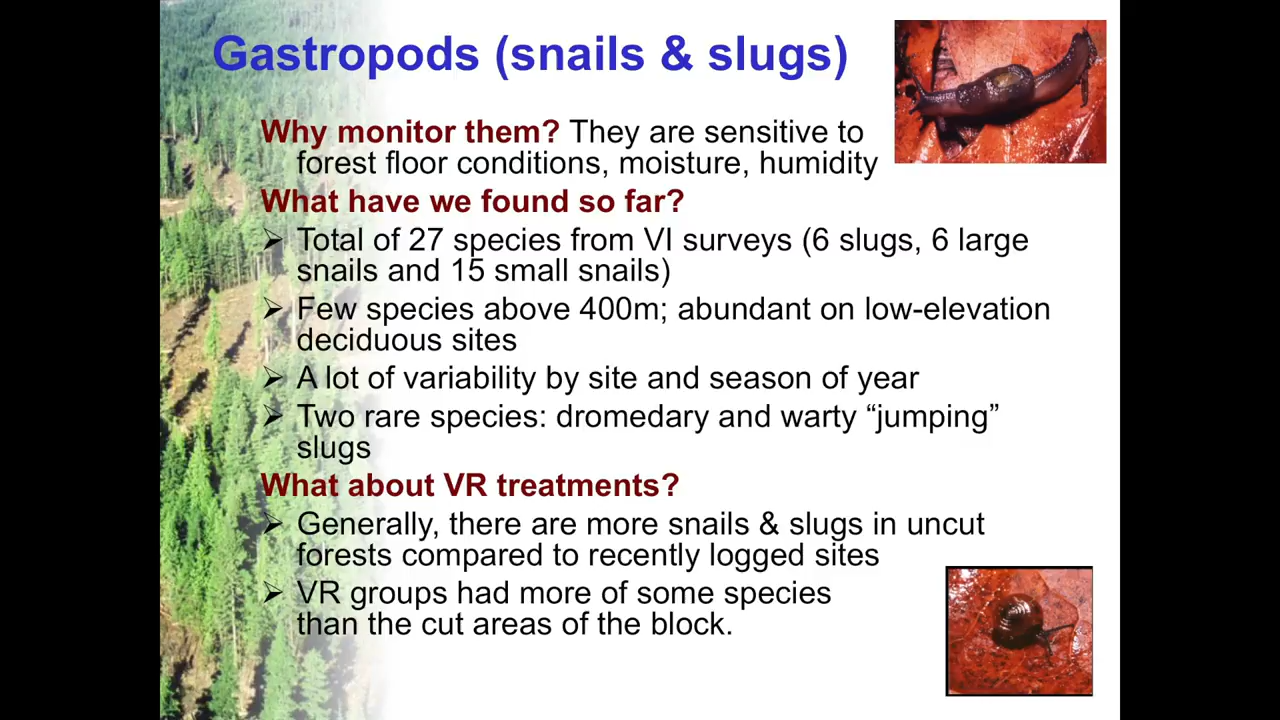 Gastropods (snails & slugs)
Why monitor them? They are sensitive to
forest floor conditions, moisture, humidity
What have we found so far?
➢ Total of 27 species from VI surveys (6 slugs, 6 large
snails and 15 small snails)
➢ Few species above 400m; abundant on low-elevation
deciduous sites
➢ A lot of variability by site and season of year
➢ Two rare species: dromedary and warty “jumping”
slugs
What about VR treatments?
➢ Generally, there are more snails & slugs in uncut
forests compared to recently logged sites
➢ VR groups had more of some species
than the cut areas of the block.